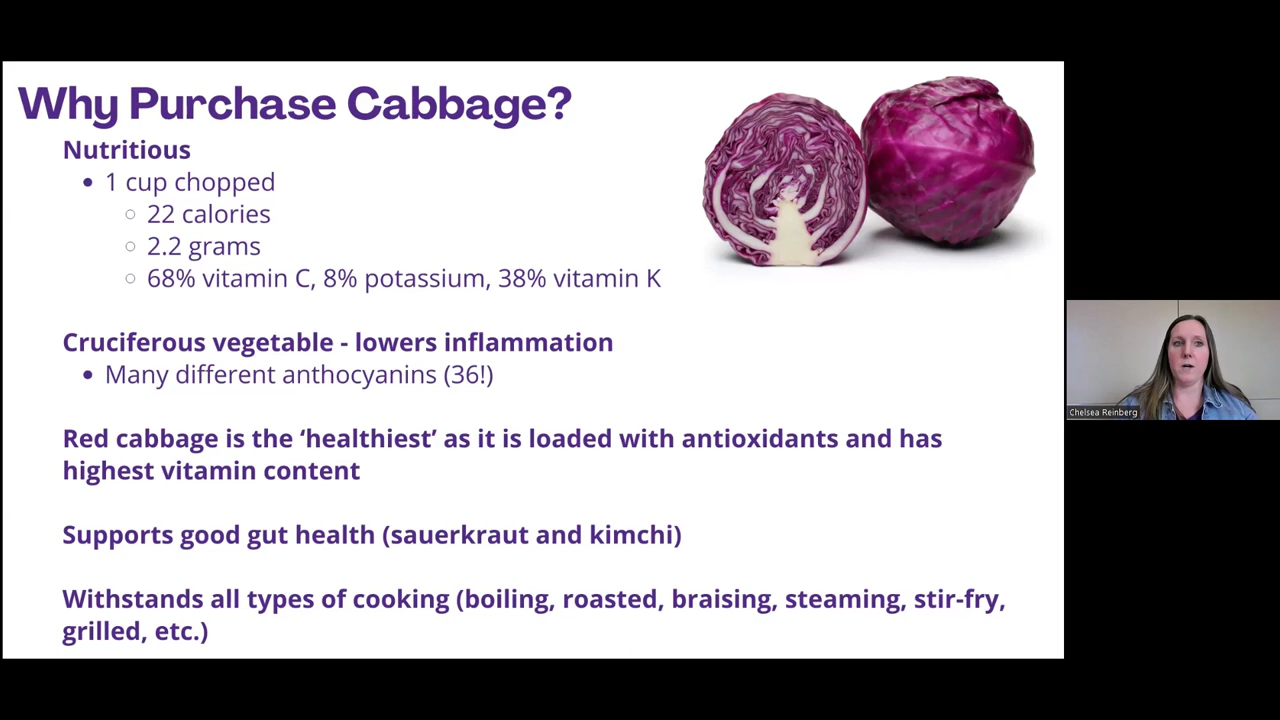 Why Purchase Cabbage?
Nutritious
• 1 cup chopped
○ 22 calories
○ 2.2 grams
○ 68% vitamin C, 8% potassium, 38% vitamin K
Cruciferous vegetable - lowers inflammation
• Many different anthocyanins (36!)
Red cabbage is the ‘healthiest’ as it is loaded with antioxidants and has
highest vitamin content
Supports good gut health (sauerkraut and kimchi)
Withstands all types of cooking (boiling, roasted, braising, steaming, stir-fry,
grilled, etc.)
Chelsea Reinberg